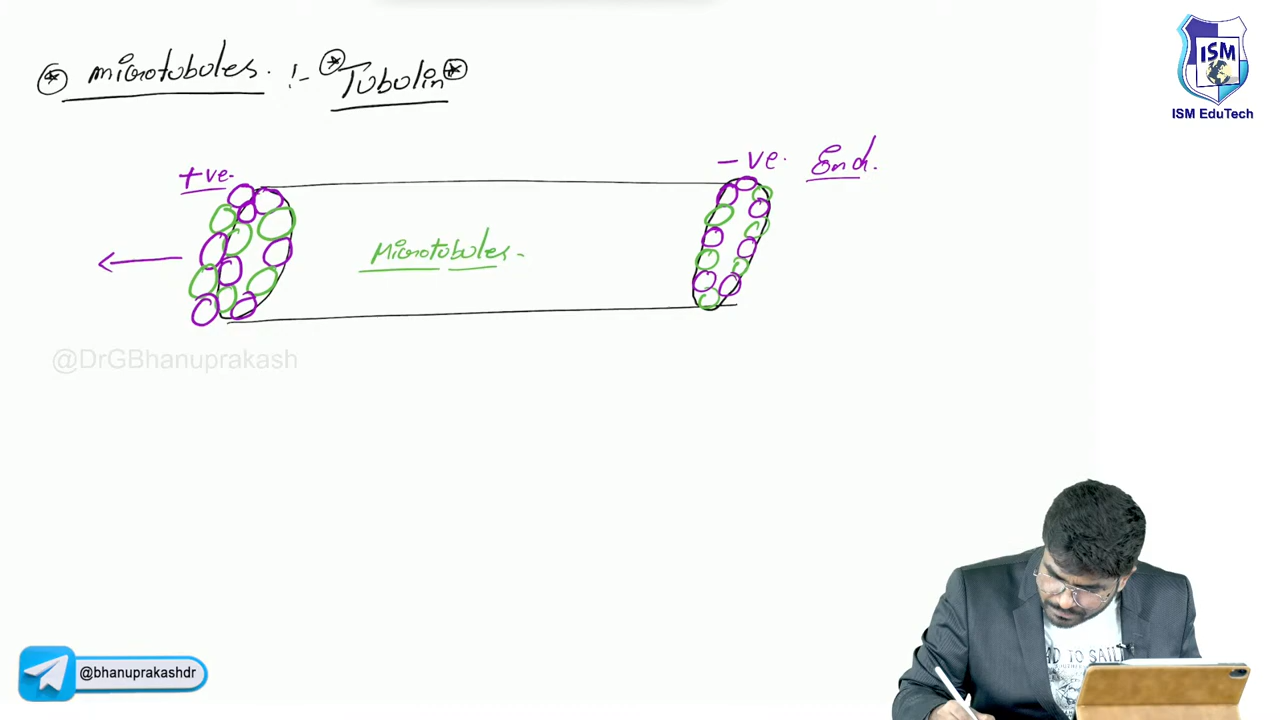 * microtubules. :- * Tubulin *
ISM
ISM EduTech
+ve.
-ve. End.
Microtubules.
@DrGBhanuprakash
@bhanuprakashdr